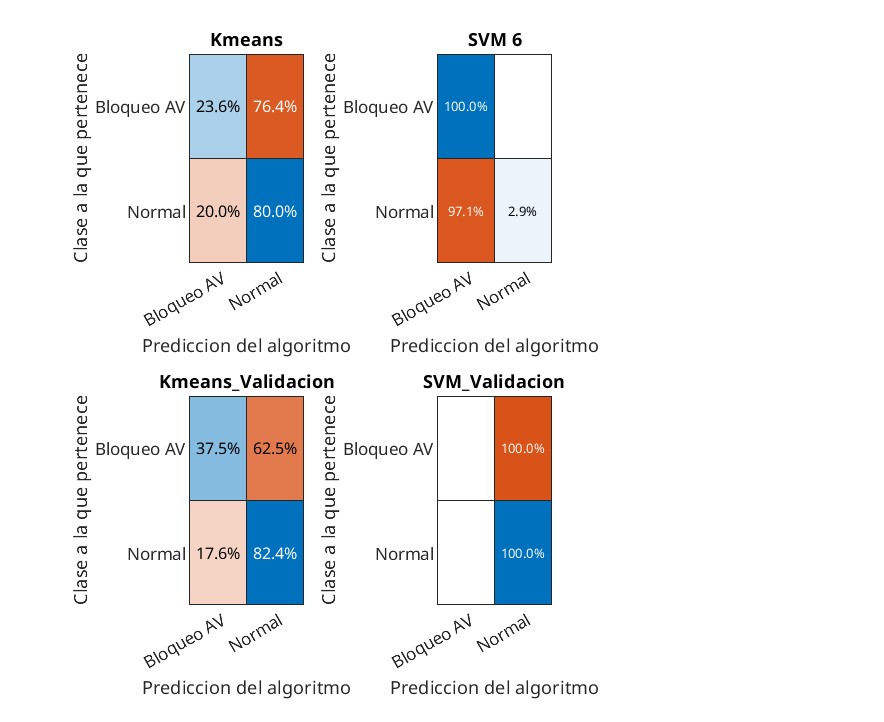 Kmeans
Clase a la que pertenece
Bloqueo AV
23.6%
76.4%
Normal
20.0%
80.0%
Bloqueo AV
Normal
Prediccion del algoritmo
SVM 6
Clase a la que pertenece
Bloqueo AV
100.0%
Normal
97.1%
2.9%
Bloqueo AV
Normal
Prediccion del algoritmo
Kmeans_Validacion
Clase a la que pertenece
Bloqueo AV
37.5%
62.5%
Normal
17.6%
82.4%
Bloqueo AV
Normal
Prediccion del algoritmo
SVM_Validacion
Clase a la que pertenece
Bloqueo AV
100.0%
Normal
100.0%
Bloqueo AV
Normal
Prediccion del algoritmo